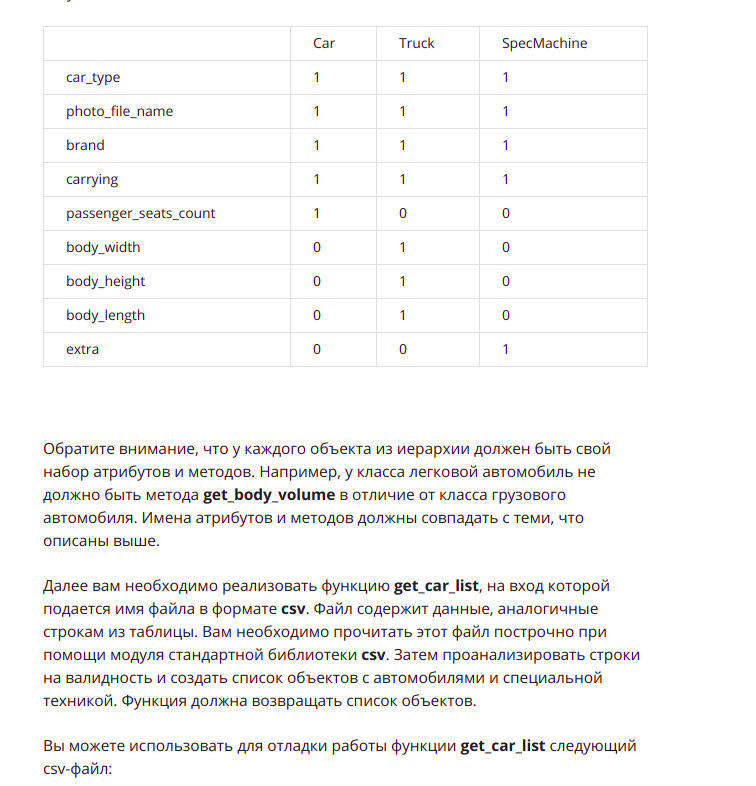 Car Truck SpecMachine
car_type 1 1 1
photo_file_name 1 1 1
brand 1 1 1
carrying 1 1 1
passenger_seats_count 1 0 0
body_width 0 1 0
body_height 0 1 0
body_length 0 1 0
extra 0 0 1
Обратите внимание, что у каждого объекта из иерархии должен быть свой
набор атрибутов и методов. Например, у класса легковой автомобиль не
должно быть метода get_body_volume в отличие от класса грузового
автомобиля. Имена атрибутов и методов должны совпадать с теми, что
описаны выше.
Далее вам необходимо реализовать функцию get_car_list, на вход которой
подается имя файла в формате csv. Файл содержит данные, аналогичные
строкам из таблицы. Вам необходимо прочитать этот файл построчно при
помощи модуля стандартной библиотеки csv. Затем проанализировать строки
на валидность и создать список объектов с автомобилями и специальной
техникой. Функция должна возвращать список объектов.
Вы можете использовать для отладки работы функции get_car_list следующий
csv-файл: